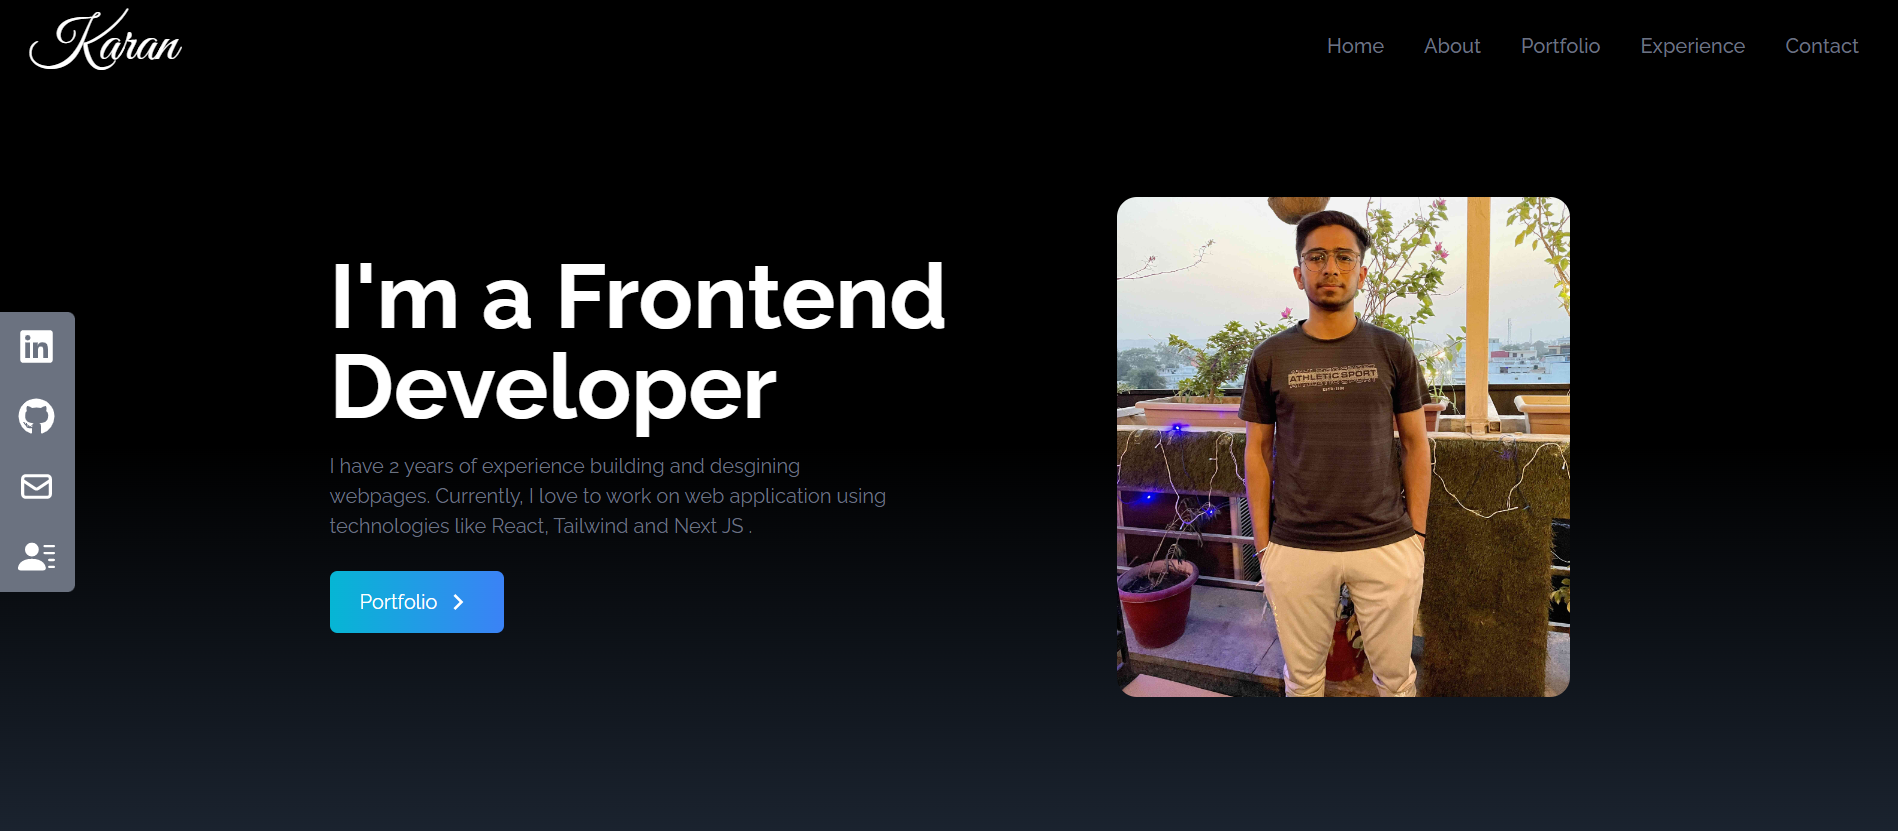 Karan
Home About Portfolio Experience Contact
I'm a Frontend
Developer
I have 2 years of experience building and desgining
webpages. Currently, I love to work on web application using
technologies like React, Tailwind and Next JS .
Portfolio
in
ATHLETIC SPORT